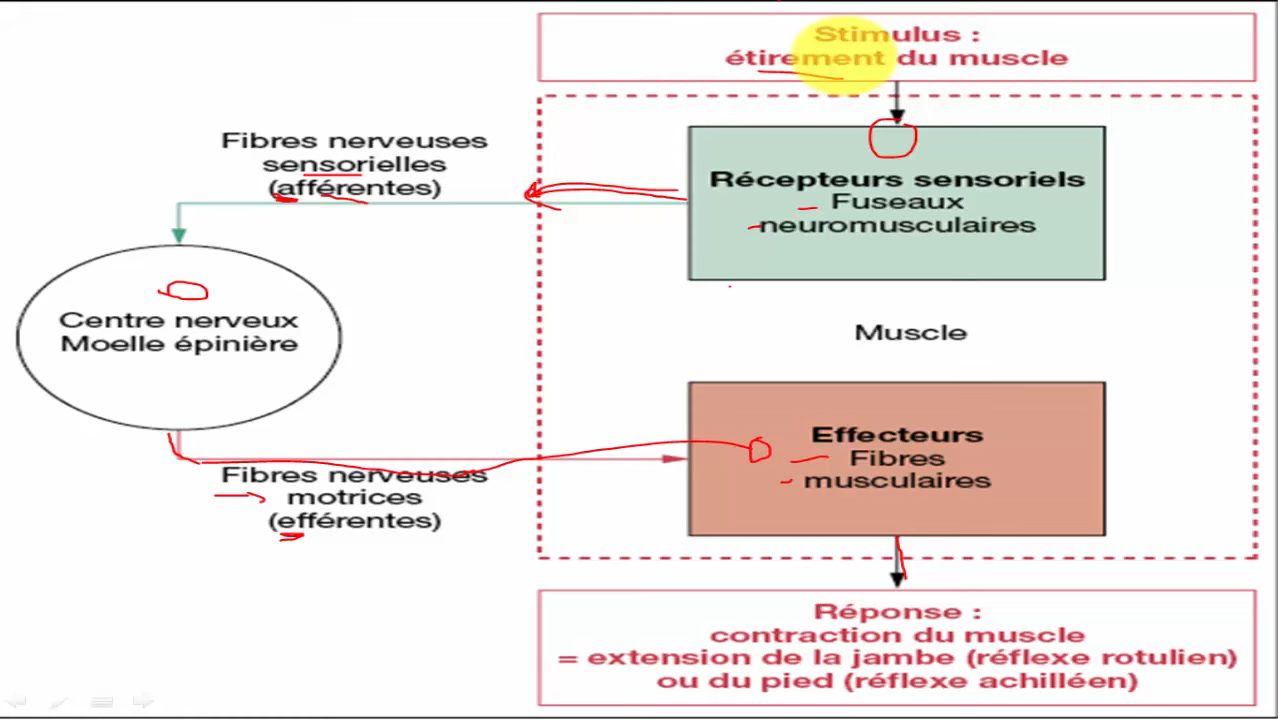 Stimulus :
étirement du muscle
Fibres nerveuses
sensorielles
(afférentes)
Récepteurs sensoriels
Fuseaux
neuromusculaires
Centre nerveux
Moelle épinière
Muscle
Effecteurs
Fibres
musculaires
Fibres nerveuses
motrices
(efférentes)
Réponse :
contraction du muscle
= extension de la jambe (réflexe rotulien)
ou du pied (réflexe achilléen)